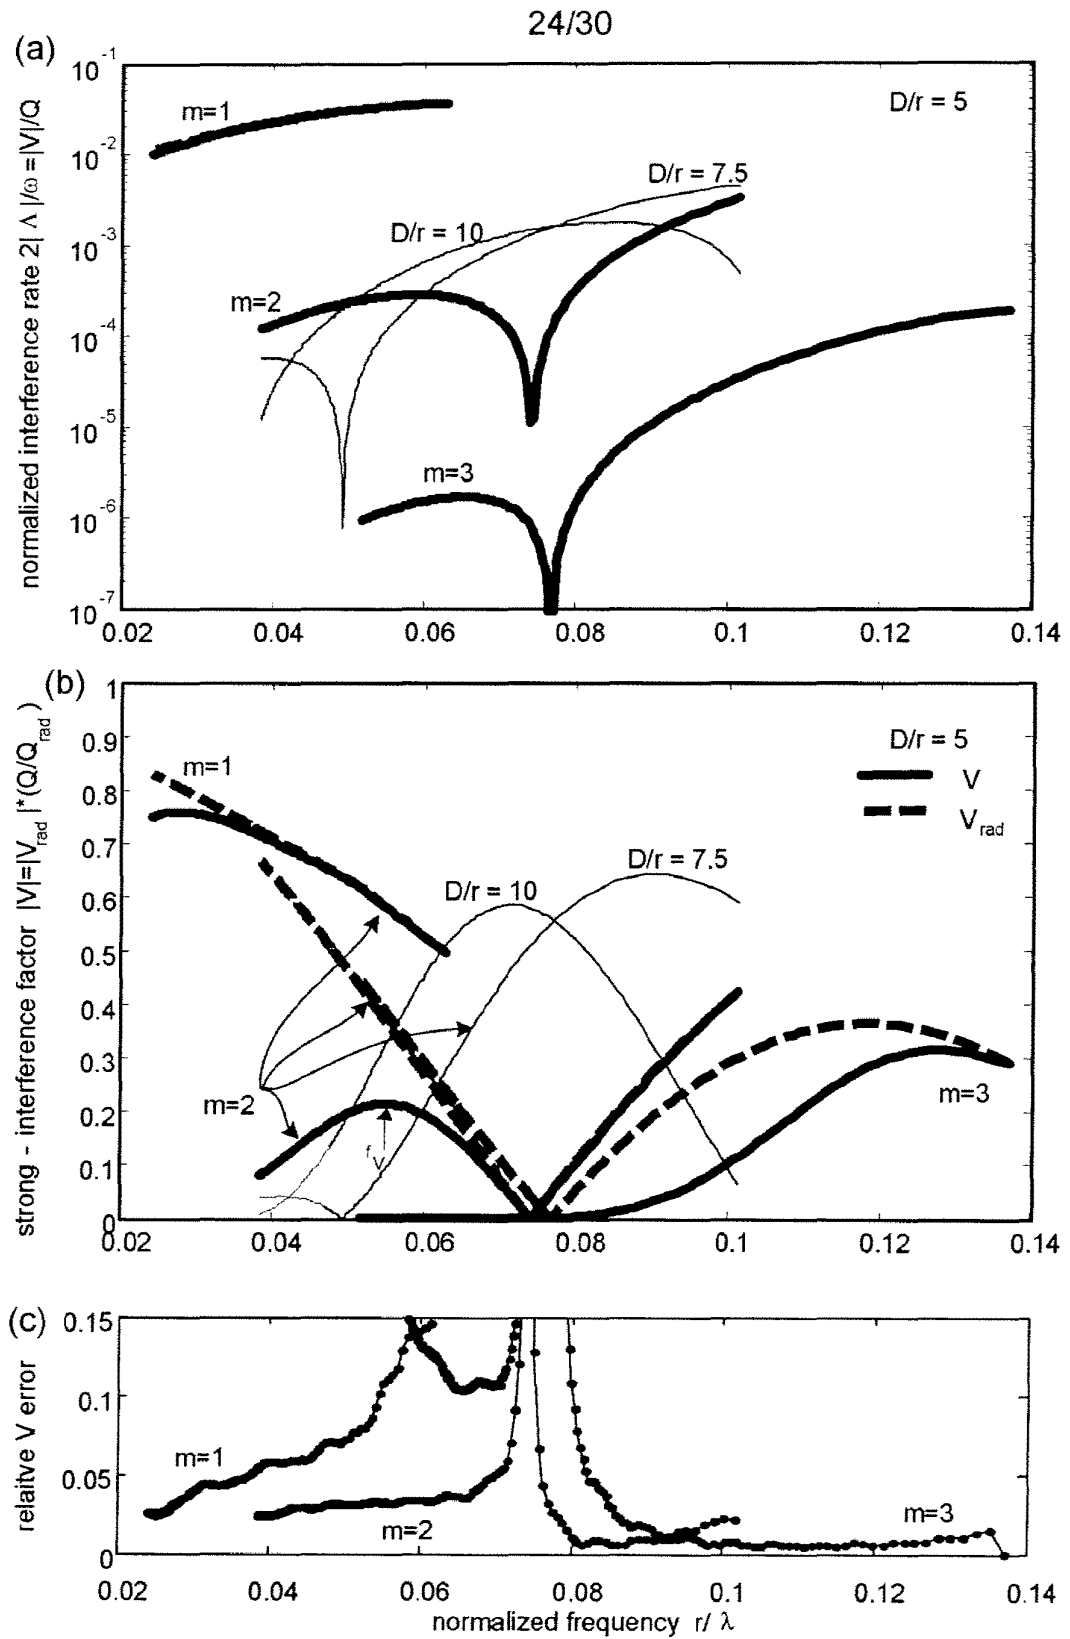 24/30
(a)
normalized interference rate 2| Λ |/ω =|V|/Q
10^-1
10^-2
10^-3
10^-4
10^-5
10^-6
10^-7
m=1
D/r = 5
D/r = 7.5
D/r = 10
m=2
m=3
0.02 0.04 0.06 0.08 0.1 0.12 0.14
(b)
strong - interference factor |V|=|V_rad |*(Q/Q_rad )
1
0.9
0.8
0.7
0.6
0.5
0.4
0.3
0.2
0.1
0
m=1
D/r = 5
V
V_rad
D/r = 7.5
D/r = 10
m=2
f_V
m=3
0.02 0.04 0.06 0.08 0.1 0.12 0.14
(c)
relaitve V error
0.15
0.1
0.05
0
m=1
m=2
m=3
0.02 0.04 0.06 0.08 0.1 0.12 0.14
normalized frequency r/ λ